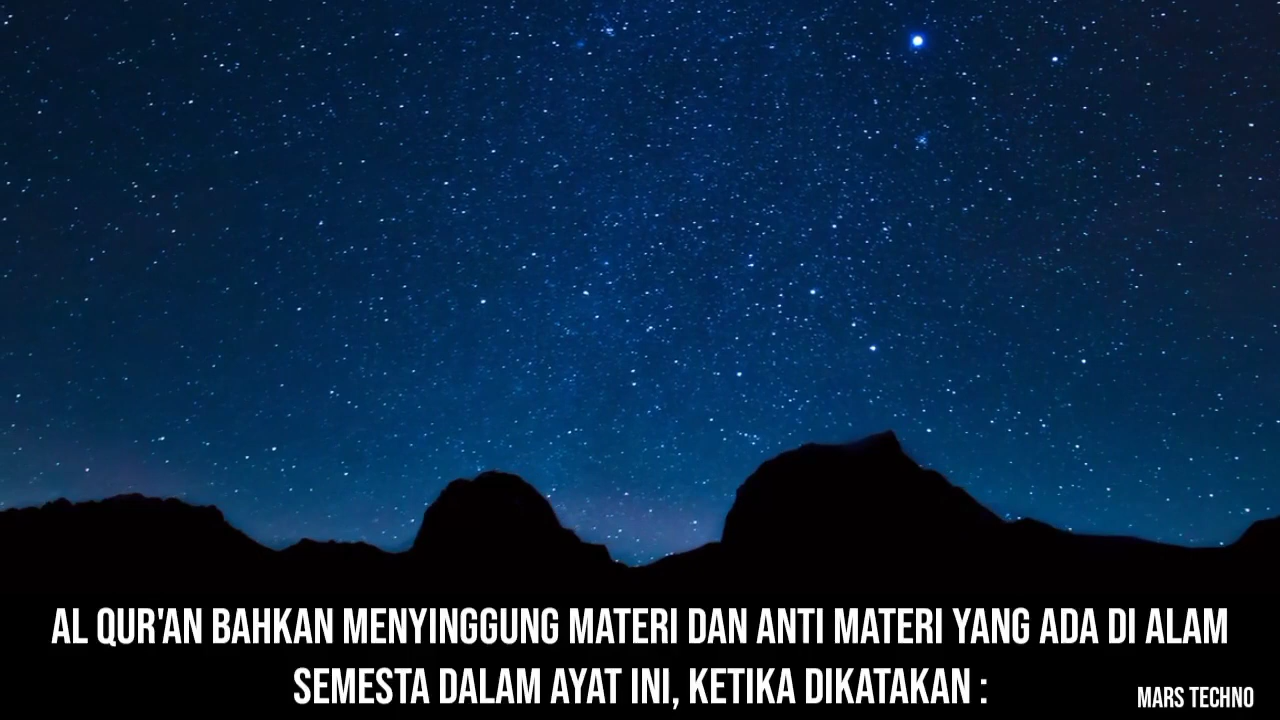 AL QUR'AN BAHKAN MENYINGGUNG MATERI DAN ANTI MATERI YANG ADA DI ALAM
SEMESTA DALAM AYAT INI, KETIKA DIKATAKAN :
MARS TECHNO